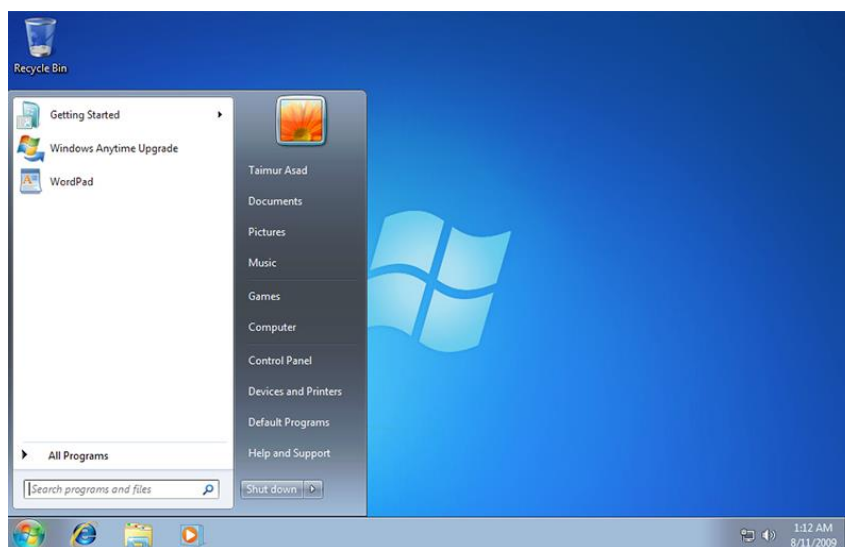 Recycle Bin
Getting Started
Windows Anytime Upgrade
WordPad
All Programs
Search programs and files
Taimur Asad
Documents
Pictures
Music
Games
Computer
Control Panel
Devices and Printers
Default Programs
Help and Support
Shut down
1:12 AM
8/11/2009